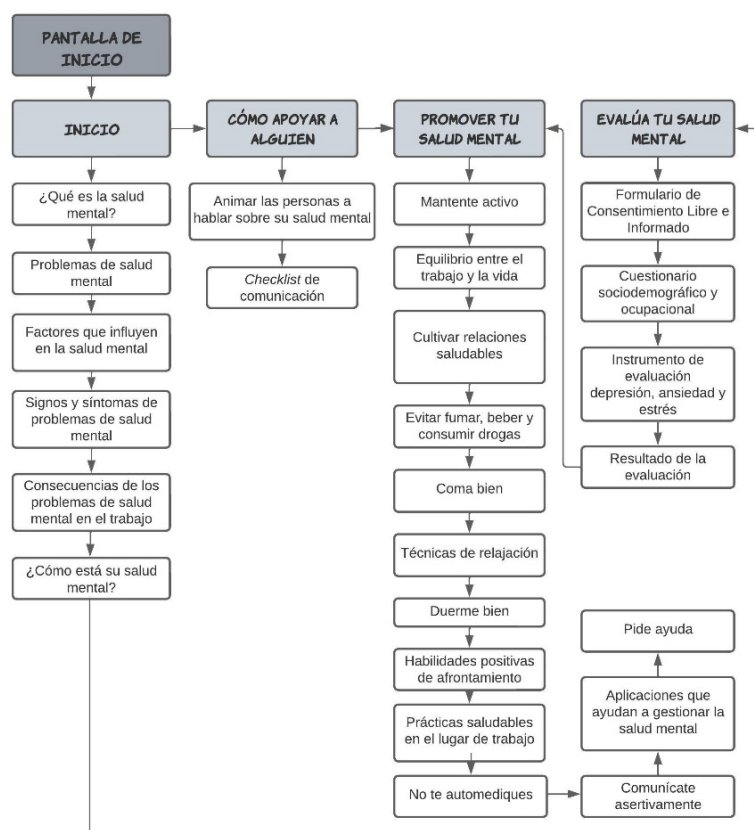 PANTALLA DE
INICIO
INICIO
¿Qué es la salud
mental?
Problemas de salud
mental
Factores que influyen
en la salud mental
Signos y síntomas de
problemas de salud
mental
Consecuencias de los
problemas de salud
mental en el trabajo
¿Cómo está su salud
mental?
CÓMO APOYAR A
ALGUIEN
Animar las personas a
hablar sobre su salud mental
Checklist de
comunicación
PROMOVER TU
SALUD MENTAL
Mantente activo
Equilibrio entre el
trabajo y la vida
Cultivar relaciones
saludables
Evitar fumar, beber y
consumir drogas
Coma bien
Técnicas de relajación
Duerme bien
Habilidades positivas
de afrontamiento
Prácticas saludables
en el lugar de trabajo
No te automediques
EVALÚA TU SALUD
MENTAL
Formulario de
Consentimiento Libre e
Informado
Cuestionario
sociodemográfico y
ocupacional
Instrumento de
evaluación
depresión, ansiedad y
estrés
Resultado de la
evaluación
Pide ayuda
Aplicaciones que
ayudan a gestionar la
salud mental
Comunícate
asertivamente